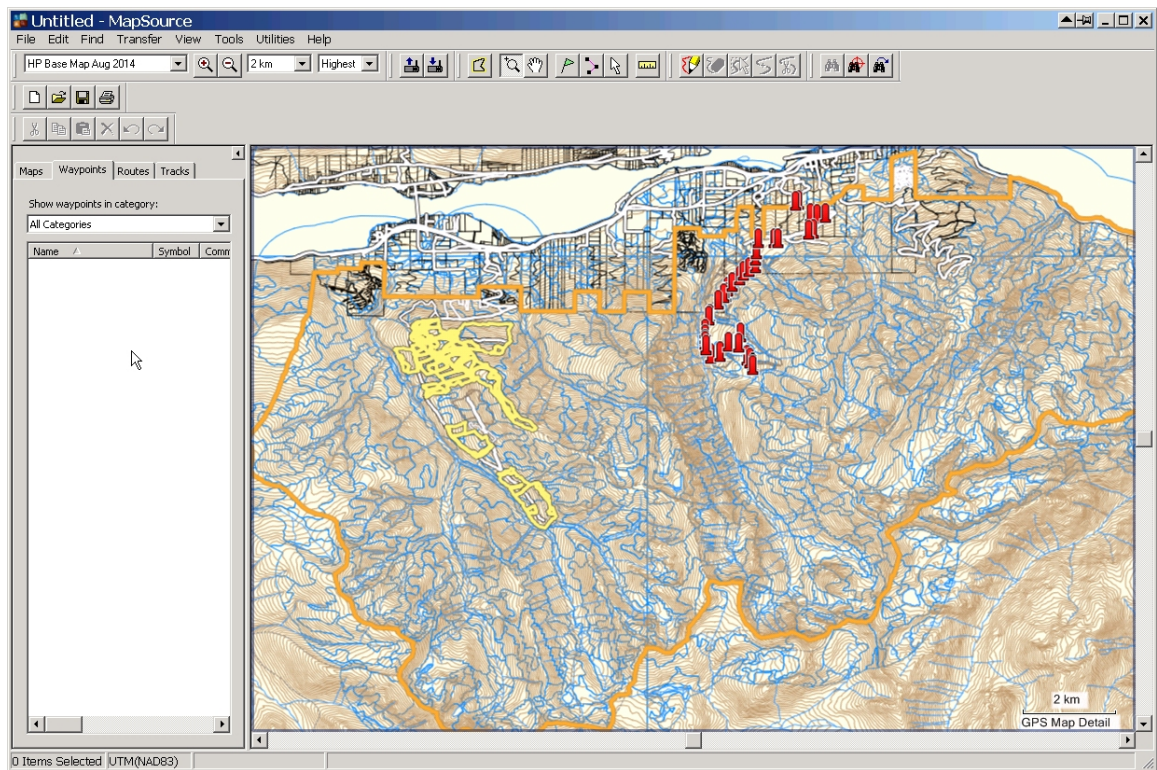 Untitled - MapSource
File Edit Find Transfer View Tools Utilities Help
HP Base Map Aug 2014 2 km Highest
Maps Waypoints Routes Tracks
Show waypoints in category:
All Categories
Name Symbol Comm
2 km
GPS Map Detail
0 Items Selected UTM(NAD83)